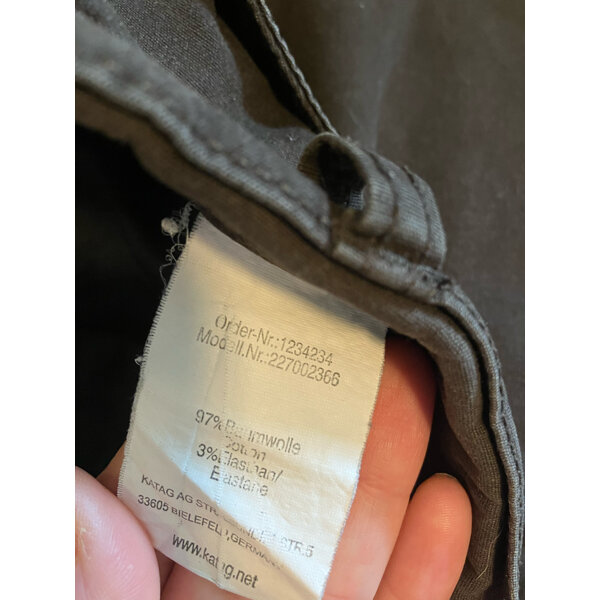 Order-Nr.:1234234
Modell.Nr.:227002366
97%Baumwolle
Cotton
3%Elasthan/
Elastane
KATAG AG
33605 BIELEFELD,GERMANY
www.katag.net